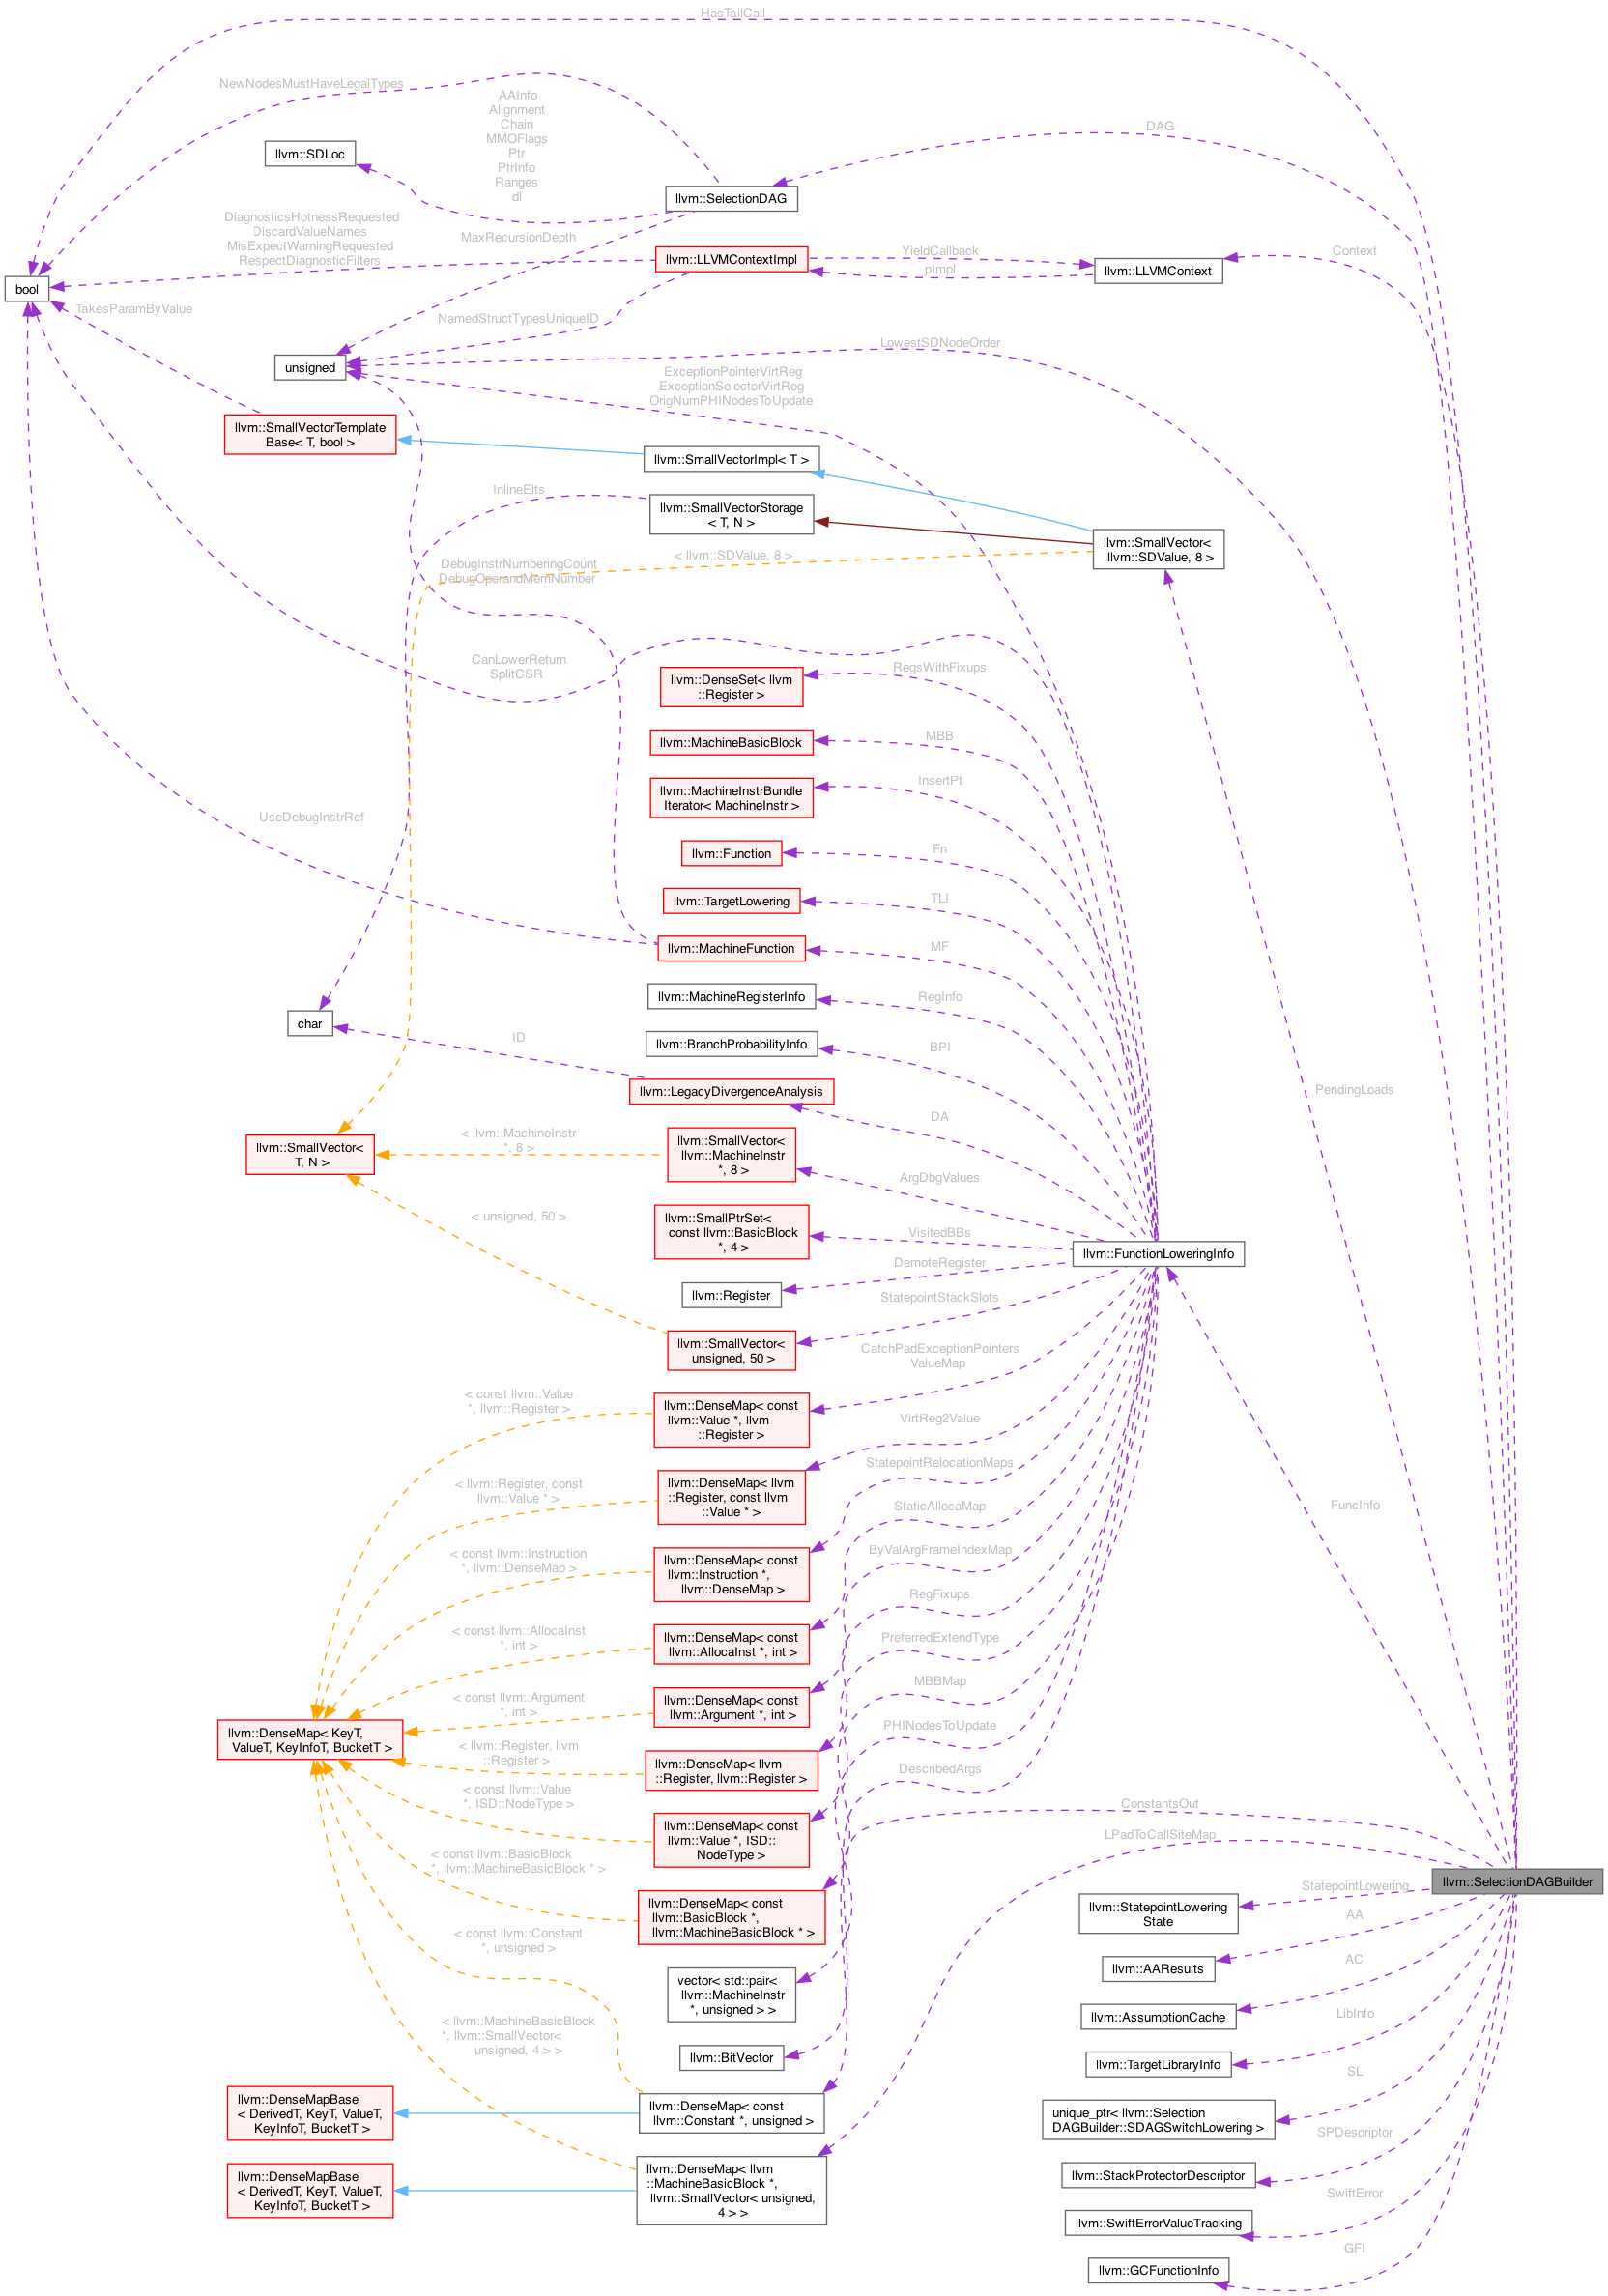 HasTailCall
NewNodesMustHaveLegalTypes
AAInfo
Alignment
Chain
MMOFlags
Ptr
PtrInfo
Ranges
dl
DAG
llvm::SDLoc
llvm::SelectionDAG
DiagnosticsHotnessRequested
DiscardValueNames
MisExpectWarningRequested
RespectDiagnosticFilters
MaxRecursionDepth
YieldCallback
pImpl
Context
llvm::LLVMContextImpl
llvm::LLVMContext
bool
TakesParamByValue
NamedStructTypesUniqueID
LowestSDNodeOrder
unsigned
ExceptionPointerVirtReg
ExceptionSelectorVirtReg
OrigNumPHINodesToUpdate
llvm::SmallVectorTemplate
Base< T, bool >
llvm::SmallVectorImpl< T >
InlineElts
llvm::SmallVectorStorage
< T, N >
llvm::SmallVector<
llvm::SDValue, 8 >
< llvm::SDValue, 8 >
DebugInstrNumberingCount
DebugOperandMemNumber
CanLowerReturn
SplitCSR
RegsWithFixups
llvm::DenseSet< llvm
::Register >
MBB
llvm::MachineBasicBlock
InsertPt
llvm::MachineInstrBundle
Iterator< MachineInstr >
UseDebugInstrRef
Fn
llvm::Function
TLI
llvm::TargetLowering
MF
llvm::MachineFunction
RegInfo
llvm::MachineRegisterInfo
char
BPI
llvm::BranchProbabilityInfo
ID
PendingLoads
llvm::LegacyDivergenceAnalysis
DA
< llvm::MachineInstr
*, 8 >
llvm::SmallVector<
llvm::MachineInstr
*, 8 >
llvm::SmallVector<
T, N >
ArgDbgValues
< unsigned, 50 >
llvm::SmallPtrSet<
const llvm::BasicBlock
*, 4 >
VisitedBBs
llvm::FunctionLoweringInfo
DemoteRegister
llvm::Register
StatepointStackSlots
llvm::SmallVector<
unsigned, 50 >
CatchPadExceptionPointers
ValueMap
< const llvm::Value
*, llvm::Register >
llvm::DenseMap< const
llvm::Value *, llvm
::Register >
VirtReg2Value
StatepointRelocationMaps
< llvm::Register, const
llvm::Value * >
llvm::DenseMap< llvm
::Register, const llvm
::Value * >
StaticAllocaMap
FuncInfo
< const llvm::Instruction
*, llvm::DenseMap >
llvm::DenseMap< const
llvm::Instruction *,
llvm::DenseMap >
ByValArgFrameIndexMap
RegFixups
< const llvm::AllocaInst
*, int >
llvm::DenseMap< const
llvm::AllocaInst *, int >
PreferredExtendType
MBBMap
< const llvm::Argument
*, int >
llvm::DenseMap< const
llvm::Argument *, int >
PHINodesToUpdate
llvm::DenseMap< KeyT,
ValueT, KeyInfoT, BucketT >
< llvm::Register, llvm
::Register >
llvm::DenseMap< llvm
::Register, llvm::Register >
DescribedArgs
< const llvm::Value
*, ISD::NodeType >
ConstantsOut
llvm::DenseMap< const
llvm::Value *, ISD::
NodeType >
LPadToCallSiteMap
< const llvm::BasicBlock
*, llvm::MachineBasicBlock * >
llvm::SelectionDAGBuilder
StatepointLowering
llvm::DenseMap< const
llvm::BasicBlock *,
llvm::MachineBasicBlock * >
llvm::StatepointLowering
State
AA
< const llvm::Constant
*, unsigned >
AC
llvm::AAResults
vector< std::pair<
llvm::MachineInstr
*, unsigned > >
LibInfo
llvm::AssumptionCache
< llvm::MachineBasicBlock
*, llvm::SmallVector<
unsigned, 4 > >
llvm::BitVector
llvm::TargetLibraryInfo
SL
llvm::DenseMapBase
< DerivedT, KeyT, ValueT,
KeyInfoT, BucketT >
llvm::DenseMap< const
llvm::Constant *, unsigned >
unique_ptr< llvm::Selection
DAGBuilder::SDAGSwitchLowering >
SPDescriptor
llvm::DenseMapBase
< DerivedT, KeyT, ValueT,
KeyInfoT, BucketT >
llvm::DenseMap< llvm
::MachineBasicBlock *,
llvm::SmallVector< unsigned,
4 > >
llvm::StackProtectorDescriptor
SwiftError
llvm::SwiftErrorValueTracking
GFI
llvm::GCFunctionInfo